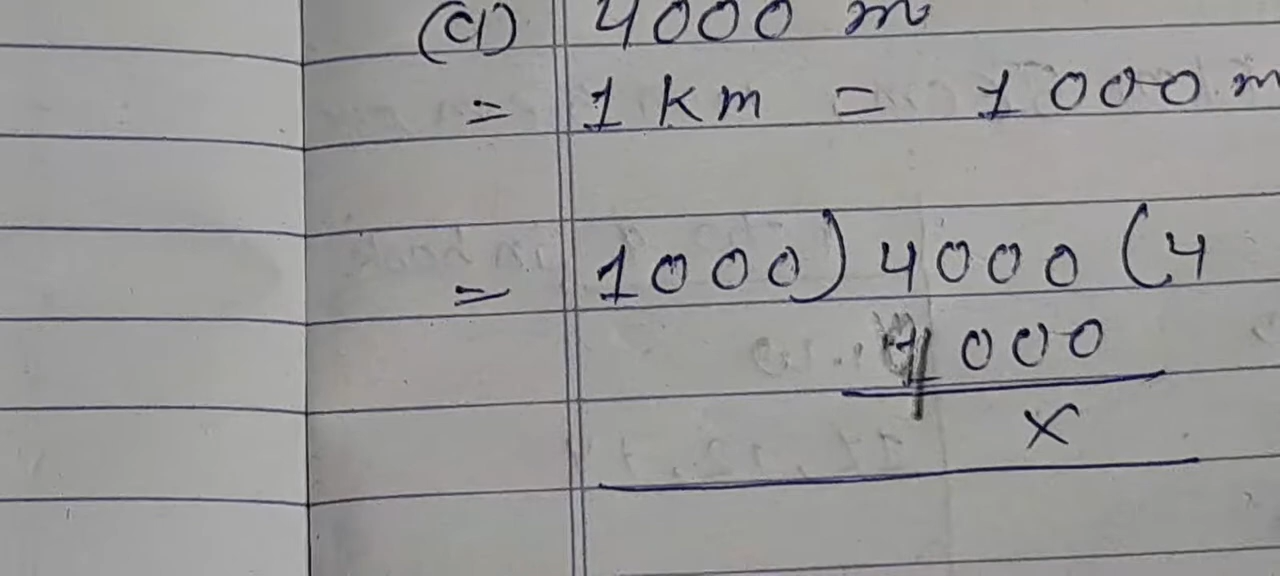 (a) 4000 m
= 1 km = 1000 m
= 1000) 4000 (4
4000
x